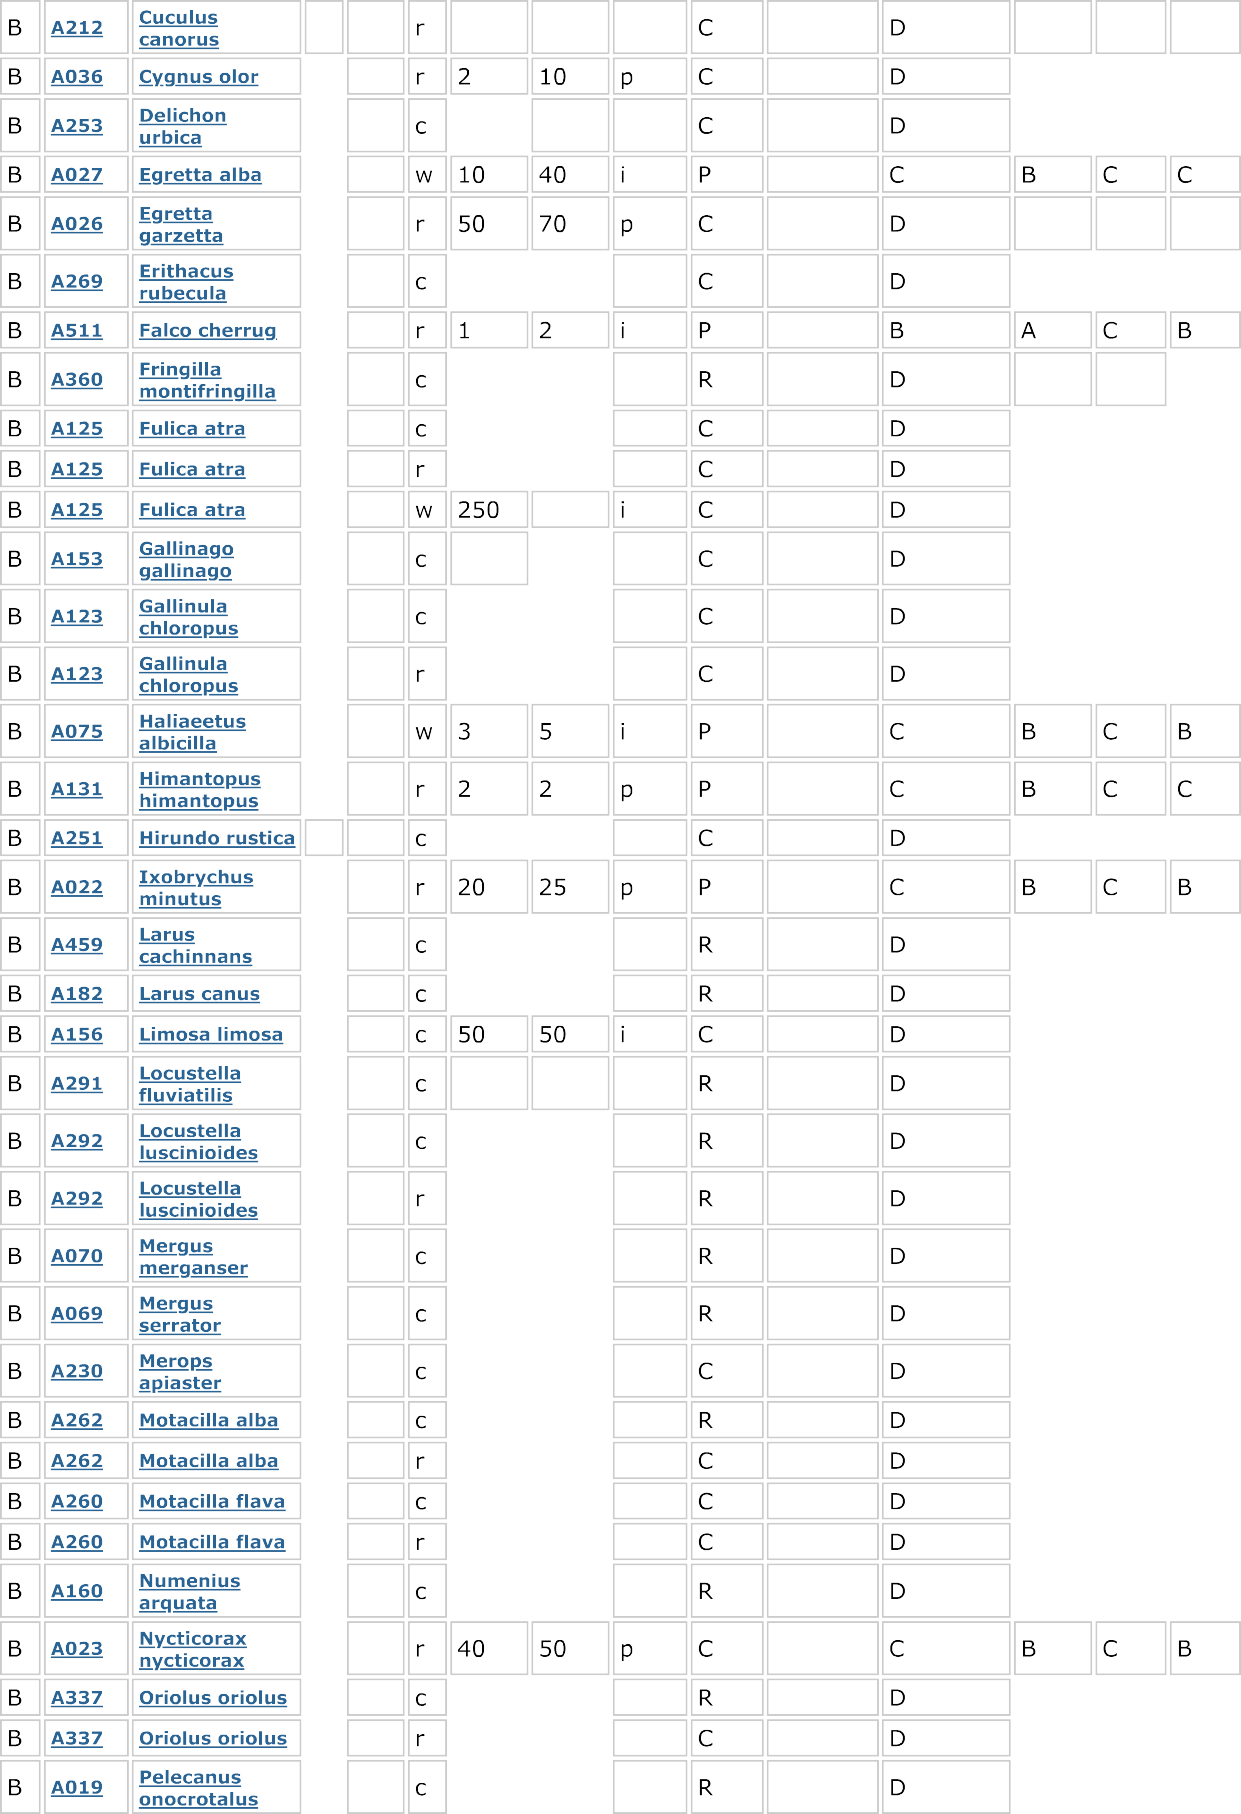 B A212 Cuculus canorus r C D
B A036 Cygnus olor r 2 10 p C D
B A253 Delichon urbica c C D
B A027 Egretta alba w 10 40 i P C B C C
B A026 Egretta garzetta r 50 70 p C D
B A269 Erithacus rubecula c C D
B A511 Falco cherrug r 1 2 i P B A C B
B A360 Fringilla montifringilla c R D
B A125 Fulica atra c C D
B A125 Fulica atra r C D
B A125 Fulica atra w 250 i C D
B A153 Gallinago gallinago c C D
B A123 Gallinula chloropus c C D
B A123 Gallinula chloropus r C D
B A075 Haliaeetus albicilla w 3 5 i P C B C B
B A131 Himantopus himantopus r 2 2 p P C B C C
B A251 Hirundo rustica c C D
B A022 Ixobrychus minutus r 20 25 p P C B C B
B A459 Larus cachinnans c R D
B A182 Larus canus c R D
B A156 Limosa limosa c 50 50 i C D
B A291 Locustella fluviatilis c R D
B A292 Locustella luscinioides c R D
B A292 Locustella luscinioides r R D
B A070 Mergus merganser c R D
B A069 Mergus serrator c R D
B A230 Merops apiaster c C D
B A262 Motacilla alba c R D
B A262 Motacilla alba r C D
B A260 Motacilla flava c C D
B A260 Motacilla flava r C D
B A160 Numenius arquata c R D
B A023 Nycticorax nycticorax r 40 50 p C C B C B
B A337 Oriolus oriolus c R D
B A337 Oriolus oriolus r C D
B A019 Pelecanus onocrotalus c R D